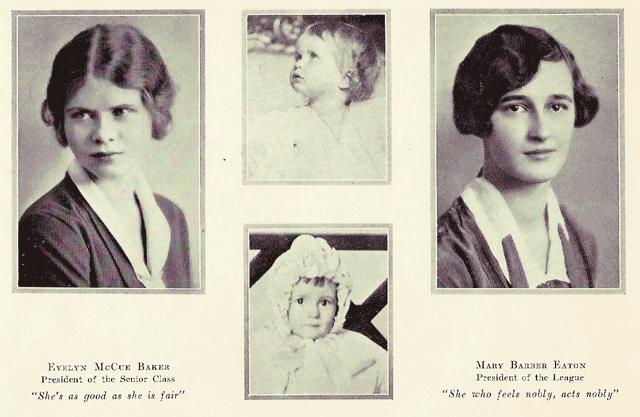 Evelyn McCue Baker
President of the Senior Class
"She's as good as she is fair"
Mary Barber Eaton
President of the League
"She who feels nobly, acts nobly"